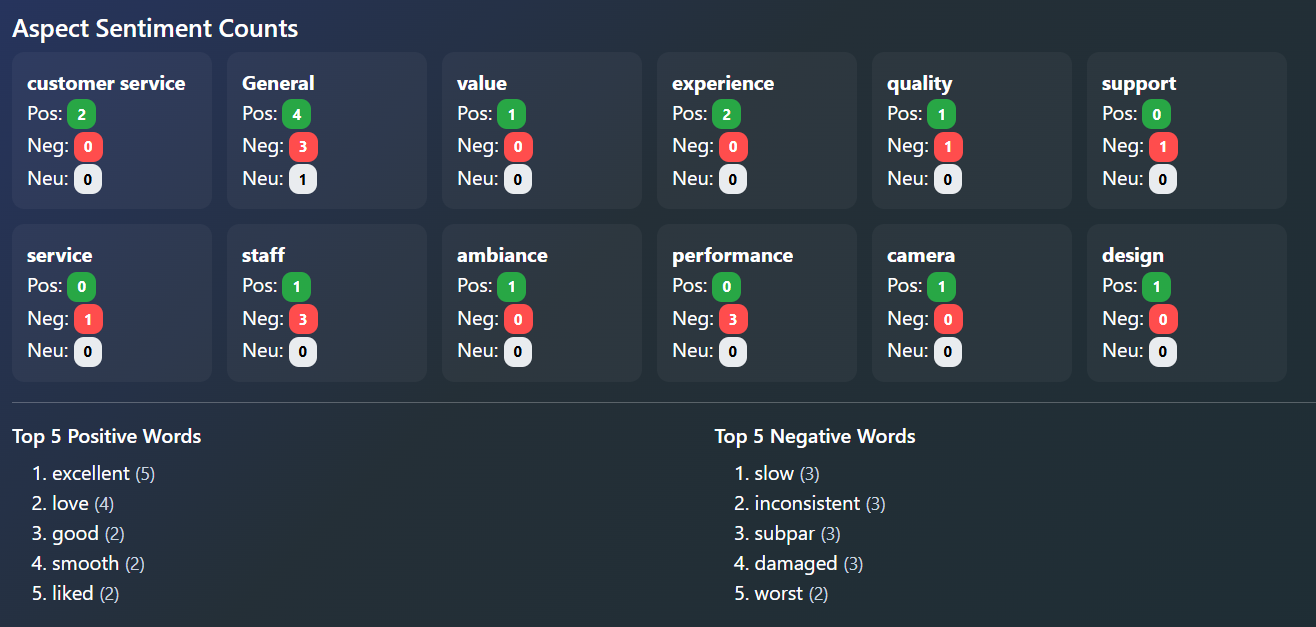 Aspect Sentiment Counts
customer service
Pos: 2
Neg: 0
Neu: 0
General
Pos: 4
Neg: 3
Neu: 1
value
Pos: 1
Neg: 0
Neu: 0
experience
Pos: 2
Neg: 0
Neu: 0
quality
Pos: 1
Neg: 1
Neu: 0
support
Pos: 0
Neg: 1
Neu: 0
service
Pos: 0
Neg: 1
Neu: 0
staff
Pos: 1
Neg: 3
Neu: 0
ambiance
Pos: 1
Neg: 0
Neu: 0
performance
Pos: 0
Neg: 3
Neu: 0
camera
Pos: 1
Neg: 0
Neu: 0
design
Pos: 1
Neg: 0
Neu: 0
Top 5 Positive Words
1. excellent (5)
2. love (4)
3. good (2)
4. smooth (2)
5. liked (2)
Top 5 Negative Words
1. slow (3)
2. inconsistent (3)
3. subpar (3)
4. damaged (3)
5. worst (2)